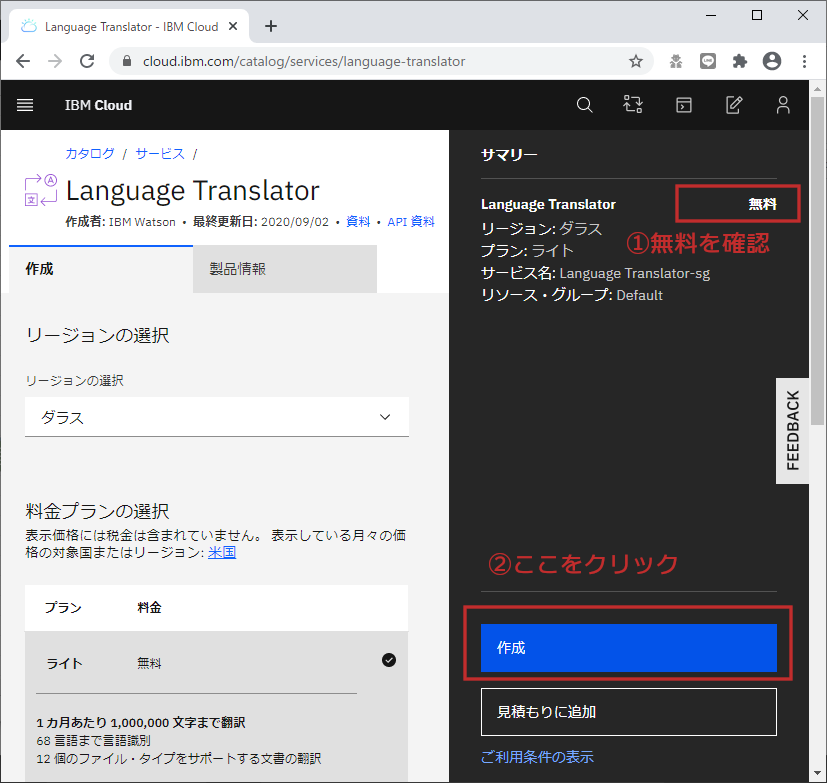 Language Translator - IBM Cloud
cloud.ibm.com/catalog/services/language-translator
IBM Cloud
カタログ / サービス /
Language Translator
作成者: IBM Watson • 最終更新日: 2020/09/02 • 資料 • API 資料
作成
製品情報
リージョンの選択
リージョンの選択
ダラス
料金プランの選択
表示価格には税金は含まれていません。 表示している月々の価
格の対象国またはリージョン: 米国
プラン 料金
ライト 無料
1 カ月あたり 1,000,000 文字まで翻訳
68 言語まで言語識別
12 個のファイル・タイプをサポートする文書の翻訳
サマリー
Language Translator 無料
①無料を確認
リージョン: ダラス
プラン: ライト
サービス名: Language Translator-sg
リソース・グループ: Default
FEEDBACK
②ここをクリック
作成
見積もりに追加
ご利用条件の表示